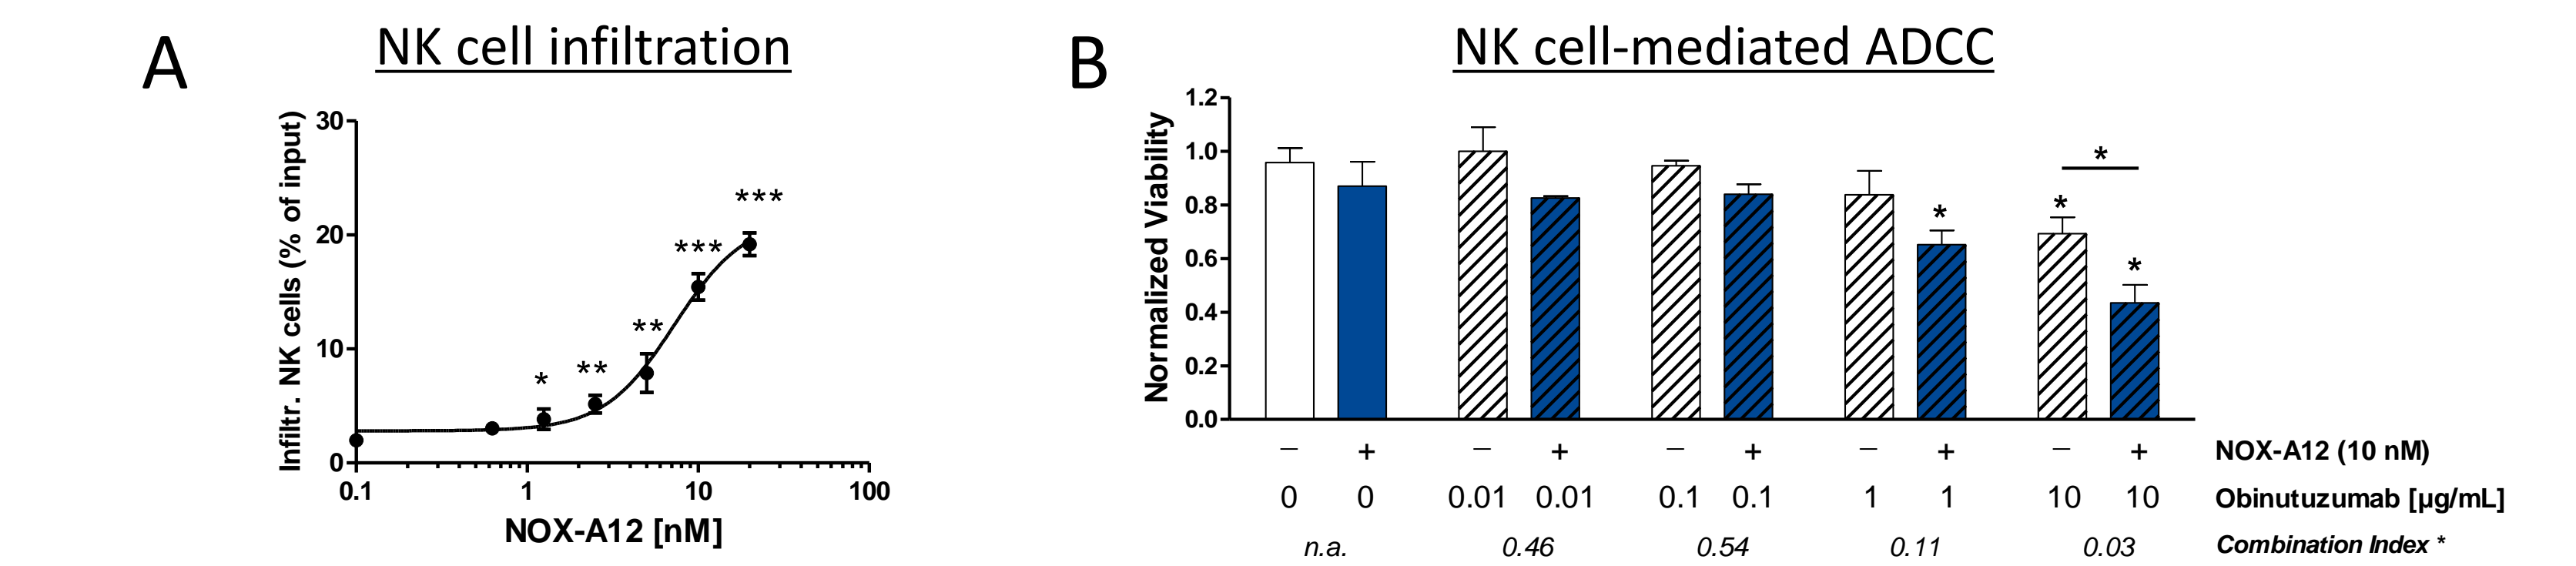 A
NK cell infiltration
Infiltr. NK cells (% of input)
30
20
10
0
*
**
**
***
***
0.1 1 10 100
NOX-A12 [nM]
B
NK cell-mediated ADCC
Normalized Viability
1.2
1.0
0.8
0.6
0.4
0.2
0.0
*
*
*
*
– + – + – + – + – + NOX-A12 (10 nM)
0 0 0.01 0.01 0.1 0.1 1 1 10 10 Obinutuzumab [µg/mL]
n.a. 0.46 0.54 0.11 0.03 Combination Index *